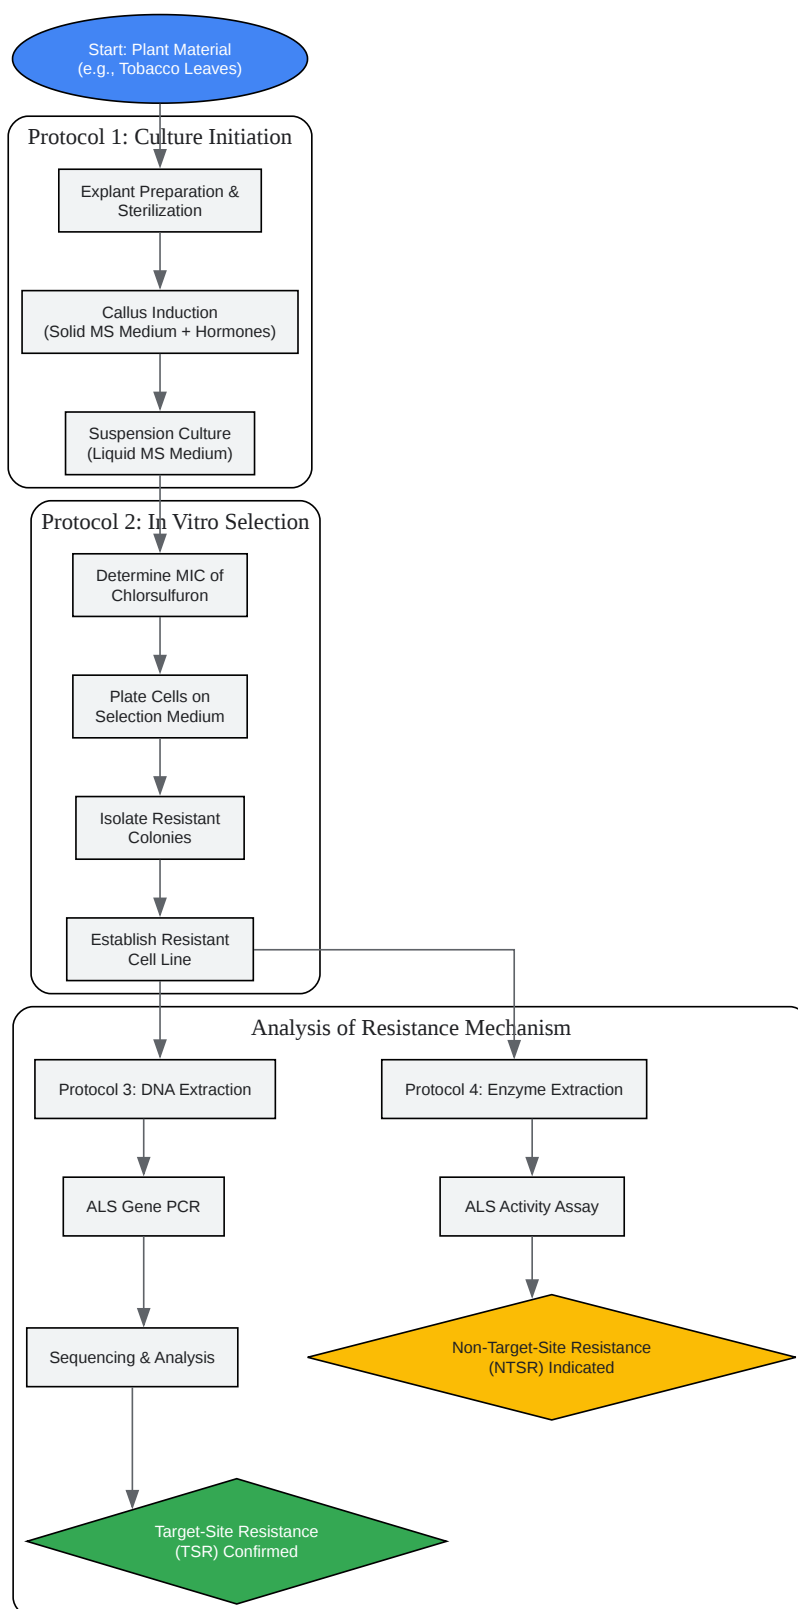 Start: Plant Material
(e.g., Tobacco Leaves)
Protocol 1: Culture Initiation
Explant Preparation &
Sterilization
Callus Induction
(Solid MS Medium + Hormones)
Suspension Culture
(Liquid MS Medium)
Protocol 2: In Vitro Selection
Determine MIC of
Chlorsulfuron
Plate Cells on
Selection Medium
Isolate Resistant
Colonies
Establish Resistant
Cell Line
Analysis of Resistance Mechanism
Protocol 3: DNA Extraction
Protocol 4: Enzyme Extraction
ALS Gene PCR
ALS Activity Assay
Sequencing & Analysis
Non-Target-Site Resistance
(NTSR) Indicated
Target-Site Resistance
(TSR) Confirmed